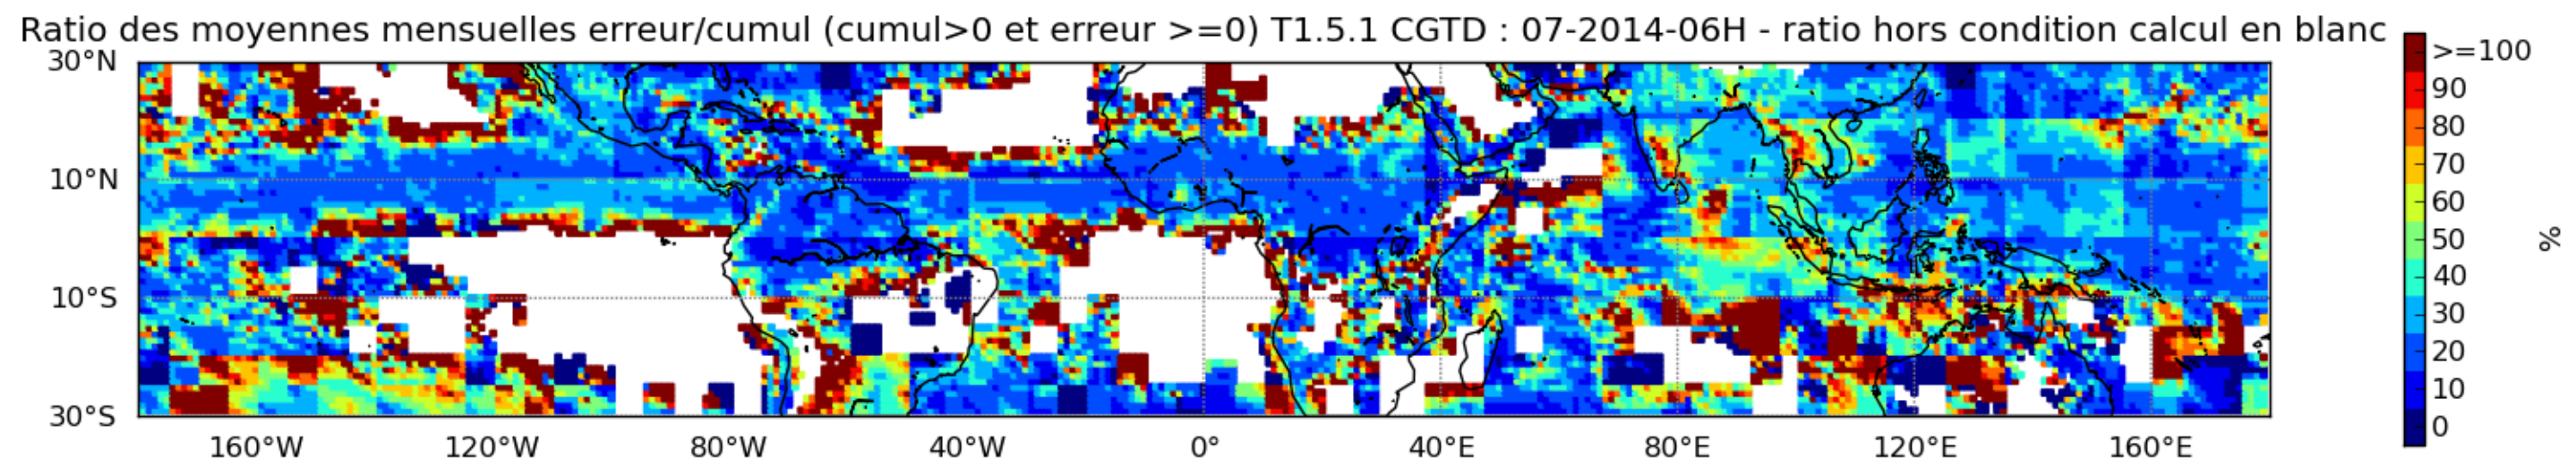 Ratio des moyennes mensuelles erreur/cumul (cumul>0 et erreur >=0) T1.5.1 CGTD : 07-2014-06H - ratio hors condition calcul en blanc
30°N
10°N
10°S
30°S
160°W 120°W 80°W 40°W 0° 40°E 80°E 120°E 160°E
>=100
90
80
70
60
50
40
30
20
10
0
%